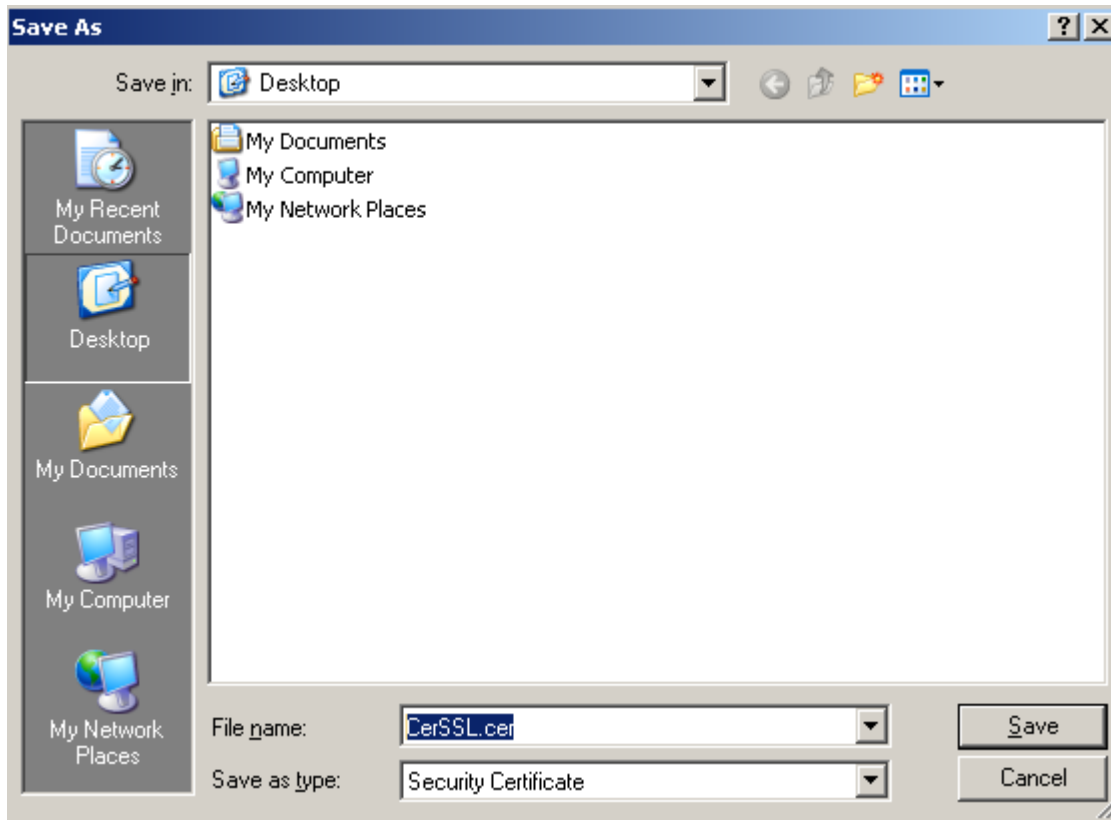 Save As
Save in:
Desktop
My Recent
Documents
Desktop
My Documents
My Computer
My Network
Places
My Documents
My Computer
My Network Places
File name:
CerSSL.cer
Save
Save as type:
Security Certificate
Cancel